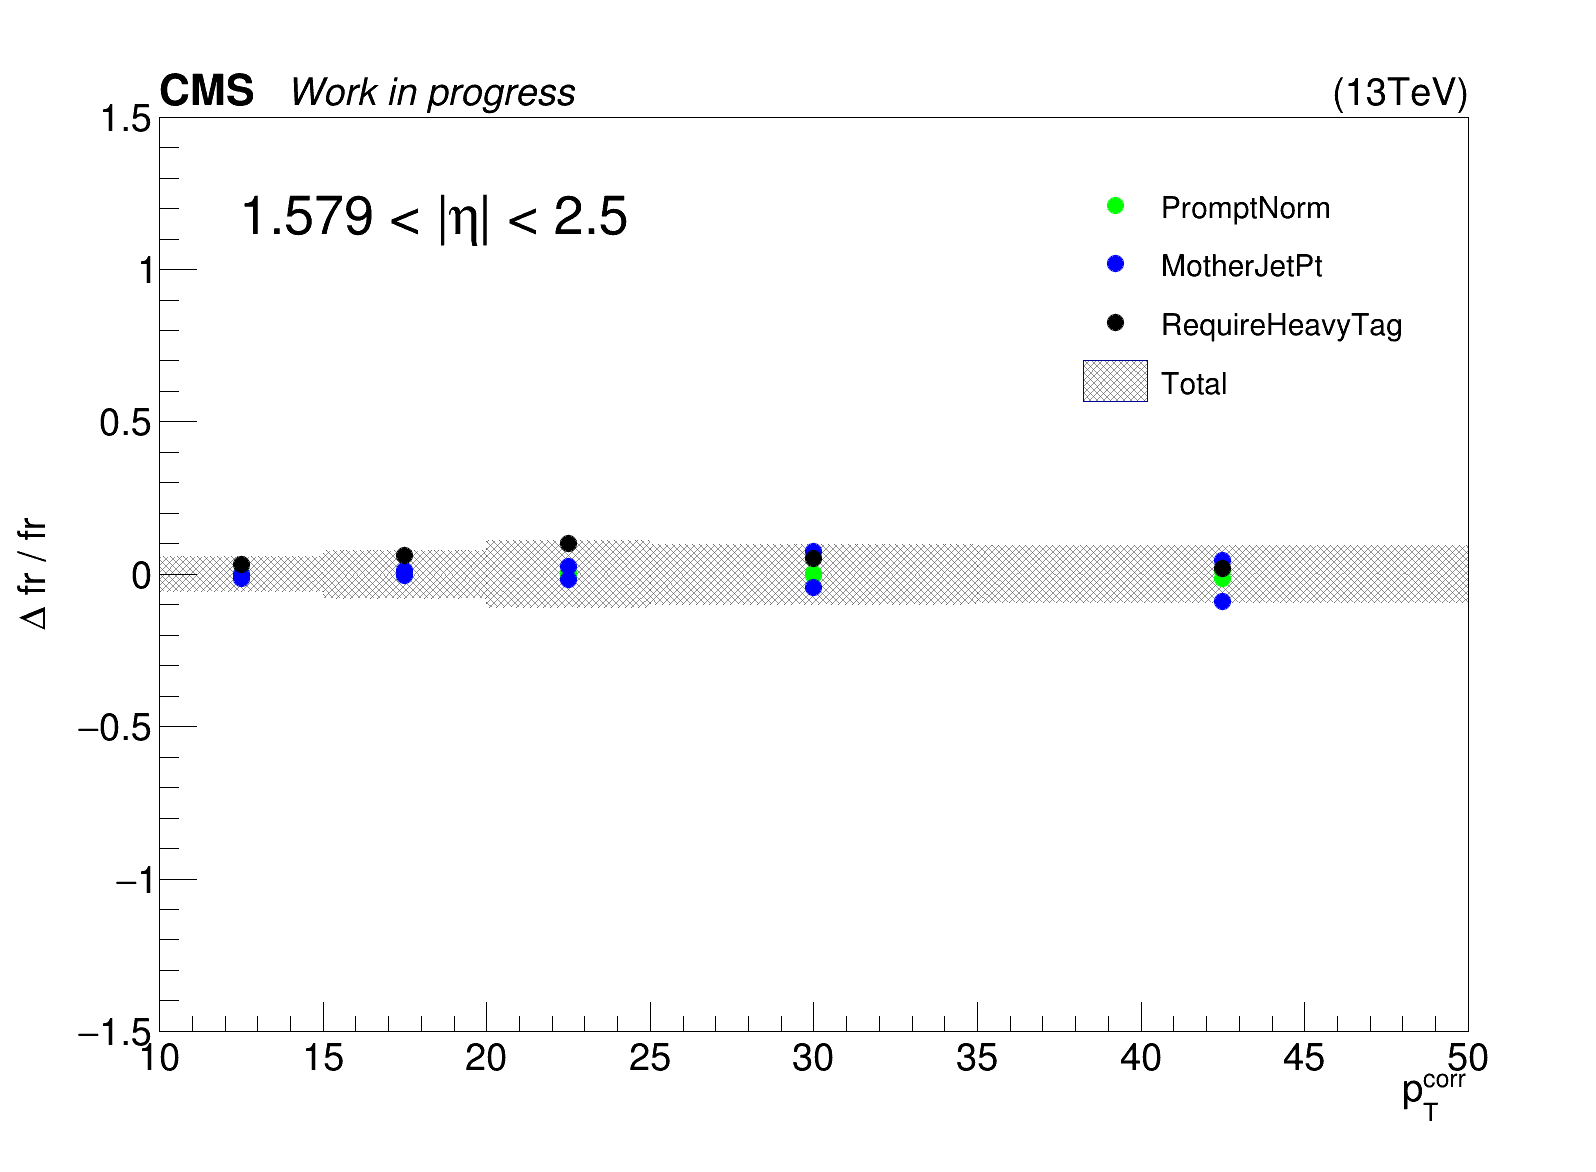 CMS Work in progress (13TeV)
1.579 < |η| < 2.5
PromptNorm
MotherJetPt
RequireHeavyTag
Total
1.5
1
0.5
0
−0.5
−1
−1.5
Δ fr / fr
10 15 20 25 30 35 40 45 50
p_T^corr